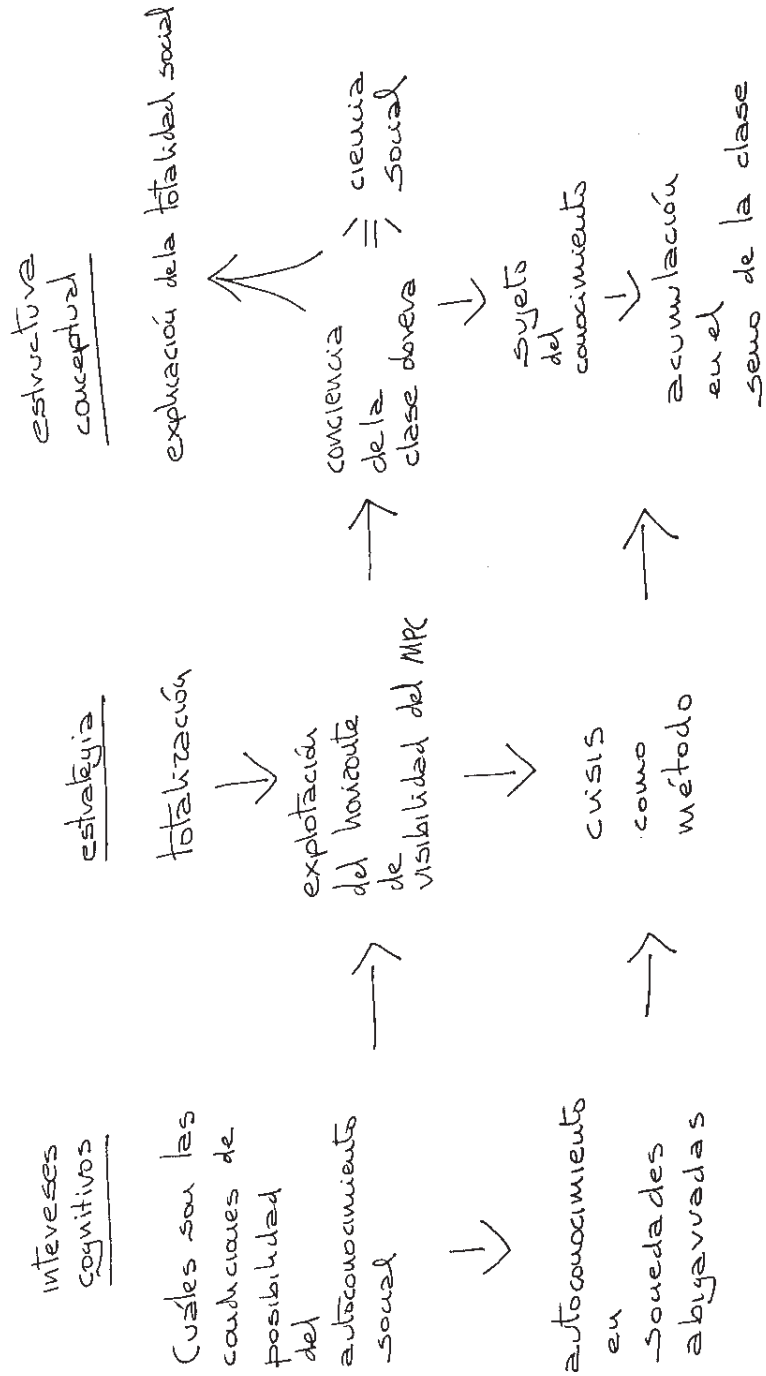 intereses
cognitivos
Cuáles son las
condiciones de
posibilidad
del
autoconocimiento
social
autoconocimiento
en
sociedades
abigarradas
estrategia
totalización
explotación
del horizonte
de
visibilidad del MPC
crisis
como
método
estructura
conceptual
explicación de la totalidad social
conciencia
de la
clase obrera
=
ciencia
social
sujeto
del
conocimiento
acumulación
en el
seno de la clase